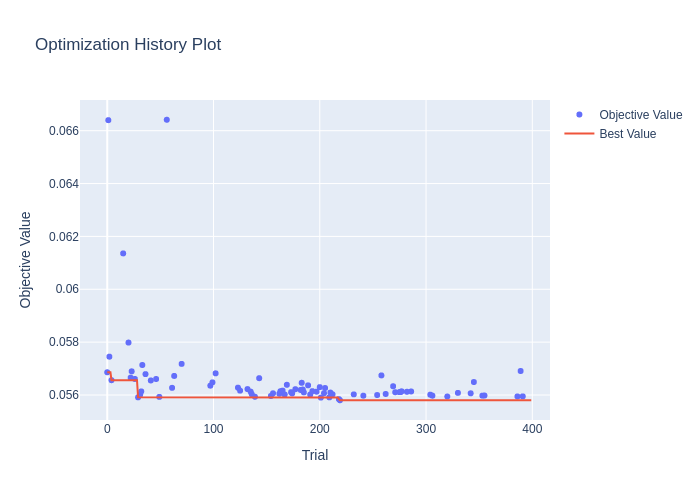 Optimization History Plot
Objective Value
Best Value
0.066
0.064
0.062
0.06
0.058
0.056
Objective Value
0
100
200
300
400
Trial